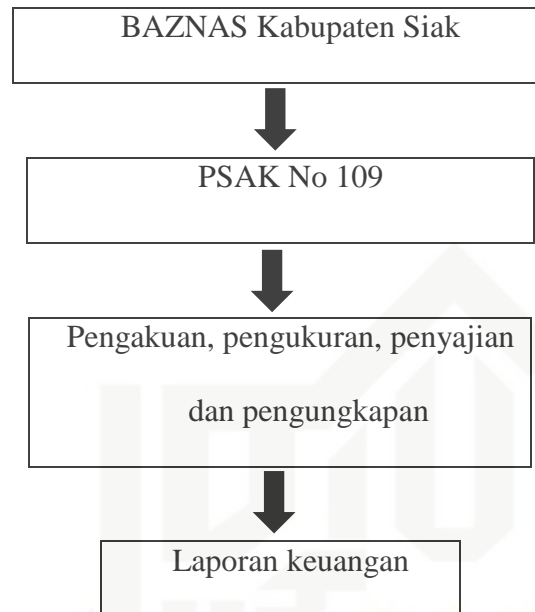 BAZNAS Kabupaten Siak
PSAK No 109
Pengakuan, pengukuran, penyajian
dan pengungkapan
Laporan keuangan